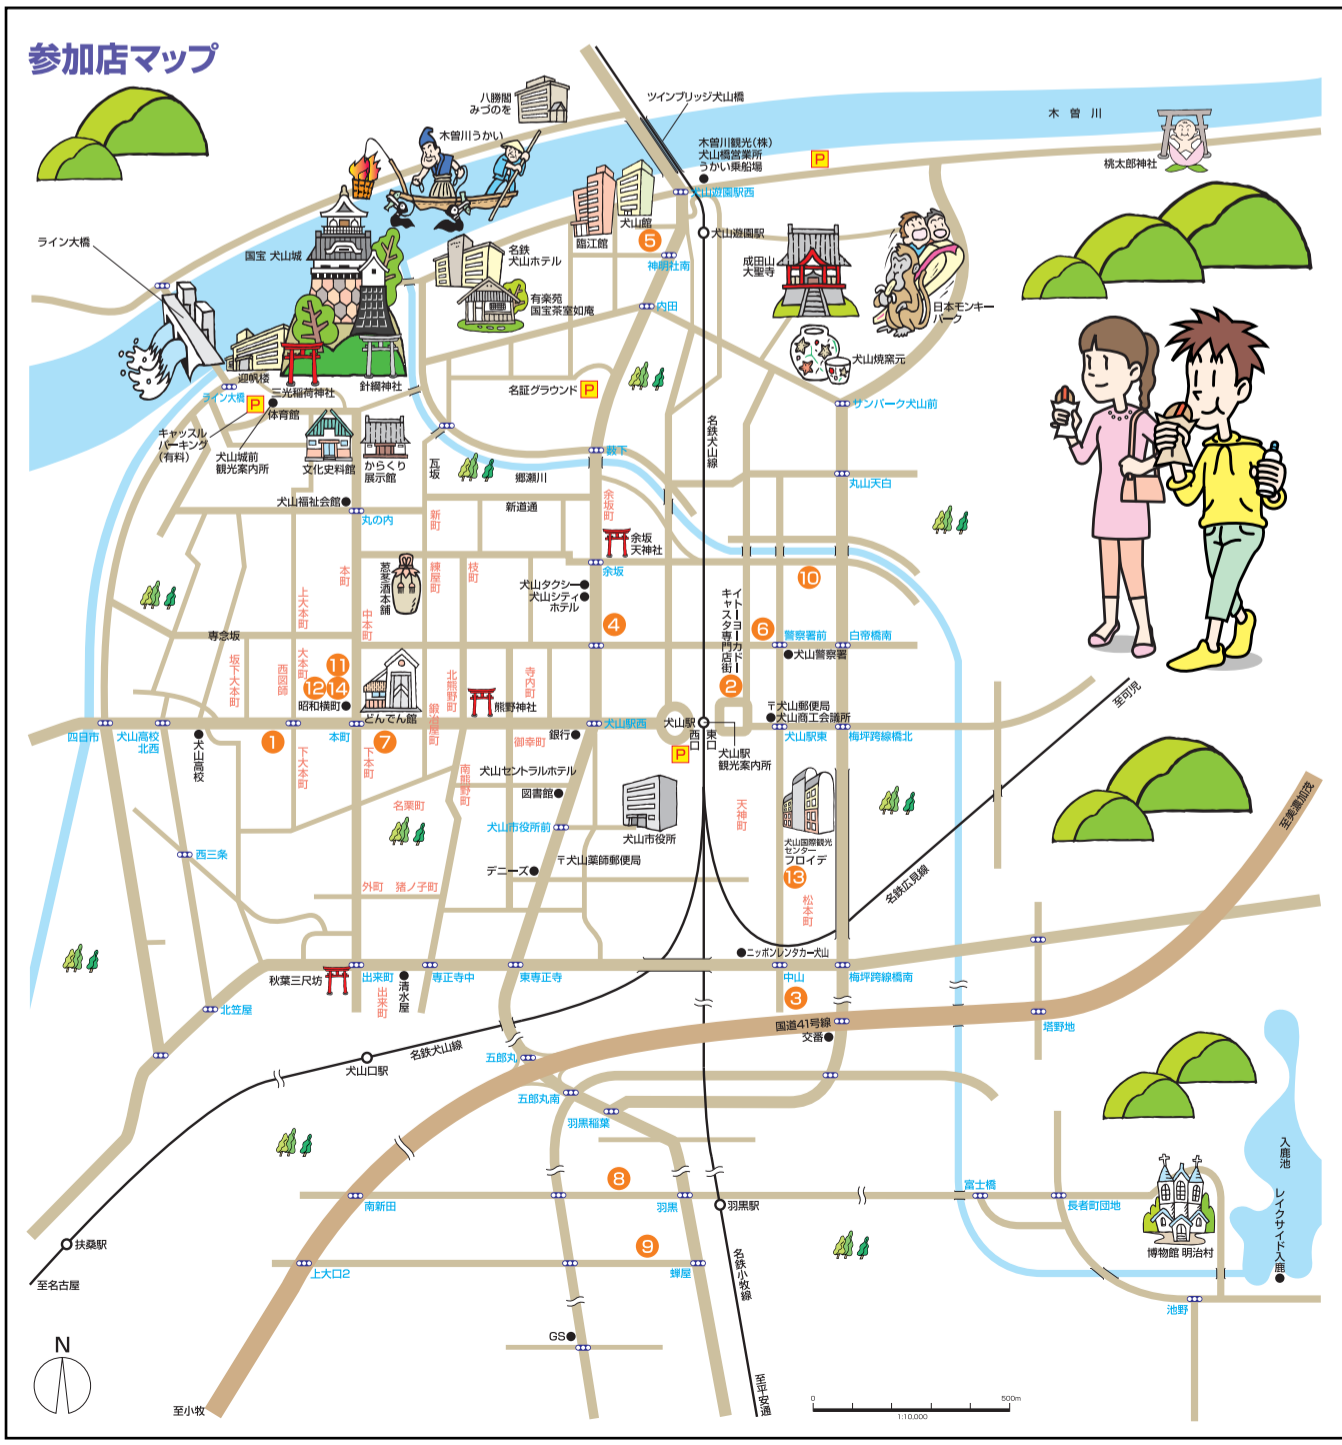 参加店マップ
八勝閣
みづのを
ツインブリッジ犬山橋
木曽川うかい
木曽川観光(株)
犬山橋営業所
うかい乗船場
P
木曽川
桃太郎神社
犬山遊園駅西
犬山館
臨江館
5
犬山遊園駅
神明社南
ライン大橋
国宝 犬山城
名鉄
犬山ホテル
成田山
大聖寺
有楽苑
国宝茶室如庵
内田
日本モンキー
パーク
犬山焼窯元
迎帆楼
三光稲荷神社
針綱神社
名証グラウンド
P
ライン大橋
P
体育館
サンパーク犬山前
キャッスル
パーキング
(有料)
犬山城前
観光案内所
文化史料館
からくり
展示館
瓦坂
郷瀬川
薮下
名鉄犬山線
丸山天白
犬山福祉会館
丸の内
新町
新道通
余坂町
余坂
天神社
余坂
本町
葱苳酒本舗
練屋町
枝町
犬山タクシー
犬山シティ
ホテル
10
イトーヨーカドー
キャスタ専門店街
上大本町
中本町
4
6
警察署前
白帝橋南
専念坂
犬山警察署
坂下大本町
西図師
大本町
11
12
14
昭和横町
どんでん館
北熊野町
鍛冶屋町
熊野神社
寺内町
2
〒犬山郵便局
犬山商工会議所
四日市
犬山高校
北西
犬山高校
1
本町
7
下大本町
下本町
御幸町
銀行
犬山駅西
犬山駅
西口
東口
P
犬山駅
観光案内所
犬山駅東
梅坪跨線橋北
至可児
南熊野町
犬山セントラルホテル
図書館
名栗町
犬山市役所前
犬山市役所
天神町
犬山国際観光
センター
フロイデ
13
至美濃加茂
西三条
デニーズ
〒犬山薬師郵便局
外町
猪ノ子町
松本町
名鉄広見線
ニッポンレンタカー犬山
秋葉三尺坊
出来町
出来町
清水屋
専正寺中
東専正寺
中山
梅坪跨線橋南
3
北笠屋
国道41号線
交番
塔野地
名鉄犬山線
犬山口駅
五郎丸
五郎丸南
羽黒稲葉
入鹿池
レイクサイド入鹿
8
南新田
羽黒
羽黒駅
富士橋
長者町団地
扶桑駅
至名古屋
9
上大口2
蝉屋
名鉄小牧線
博物館 明治村
池野
GS
N
至小牧
至平安通
0
500m
1:10,000